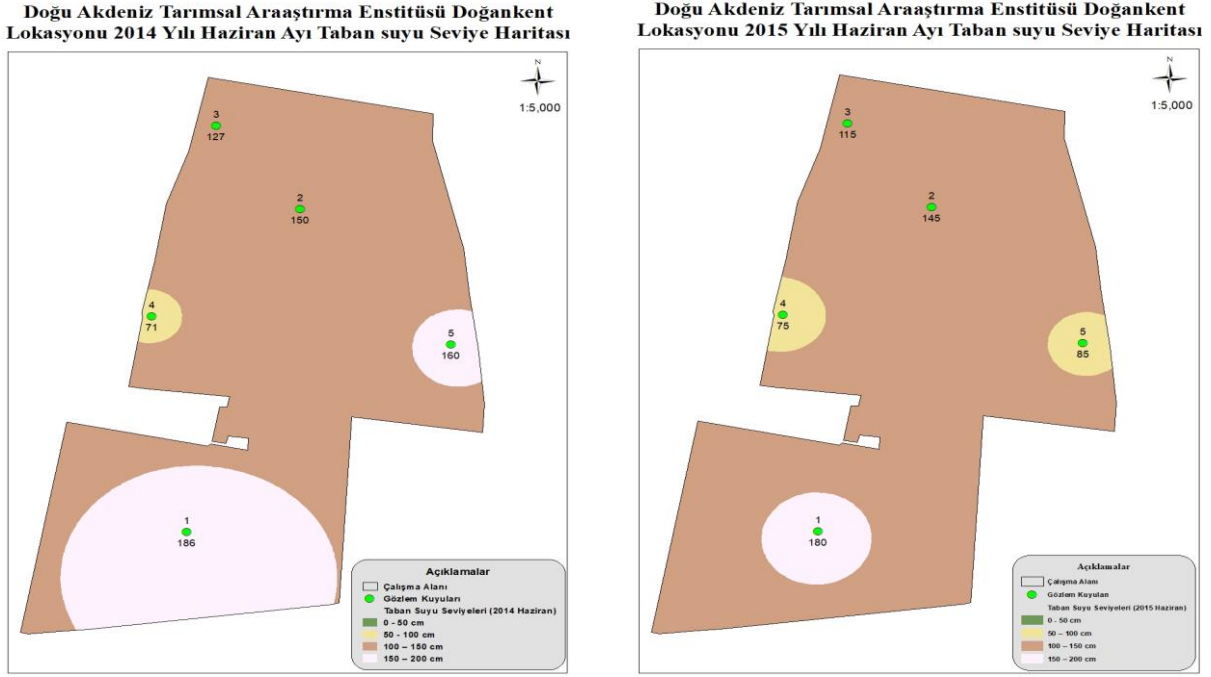 Doğu Akdeniz Tarımsal Araaştırma Enstitüsü Doğankent
Lokasyonu 2014 Yılı Haziran Ayı Taban suyu Seviye Haritası
N
1:5,000
3
127
2
150
4
71
5
160
1
186
Açıklamalar
Çalışma Alanı
Gözlem Kuyuları
Taban Suyu Seviyeleri (2014 Haziran)
0 - 50 cm
50 - 100 cm
100 – 150 cm
150 – 200 cm
Doğu Akdeniz Tarımsal Araaştırma Enstitüsü Doğankent
Lokasyonu 2015 Yılı Haziran Ayı Taban suyu Seviye Haritası
N
1:5,000
3
115
2
145
4
75
5
85
1
180
Açıklamalar
Çalışma Alanı
Gözlem Kuyuları
Taban Suyu Seviyeleri (2015 Haziran)
0 - 50 cm
50 – 100 cm
100 – 150 cm
150 – 200 cm